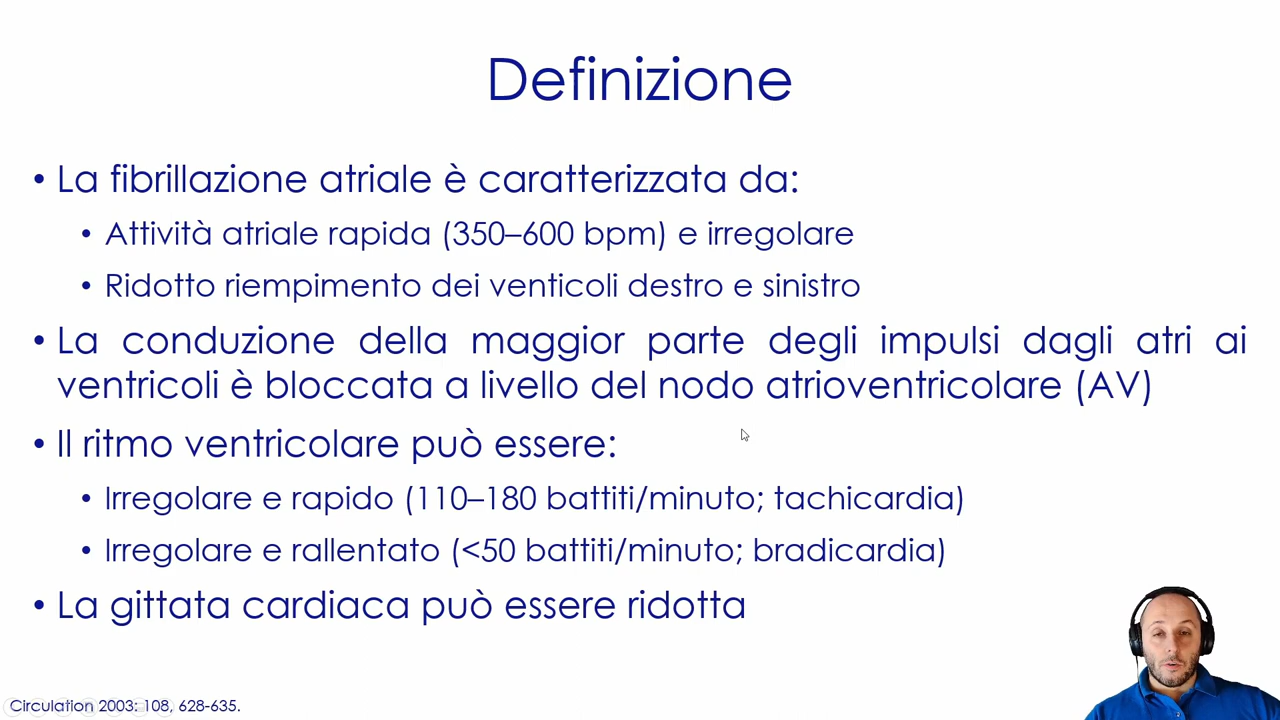 Definizione
• La fibrillazione atriale è caratterizzata da:
• Attività atriale rapida (350–600 bpm) e irregolare
• Ridotto riempimento dei venticoli destro e sinistro
• La conduzione della maggior parte degli impulsi dagli atri ai
ventricoli è bloccata a livello del nodo atrioventricolare (AV)
• Il ritmo ventricolare può essere:
• Irregolare e rapido (110–180 battiti/minuto; tachicardia)
• Irregolare e rallentato (<50 battiti/minuto; bradicardia)
• La gittata cardiaca può essere ridotta
Circulation 2003; 108, 628-635.